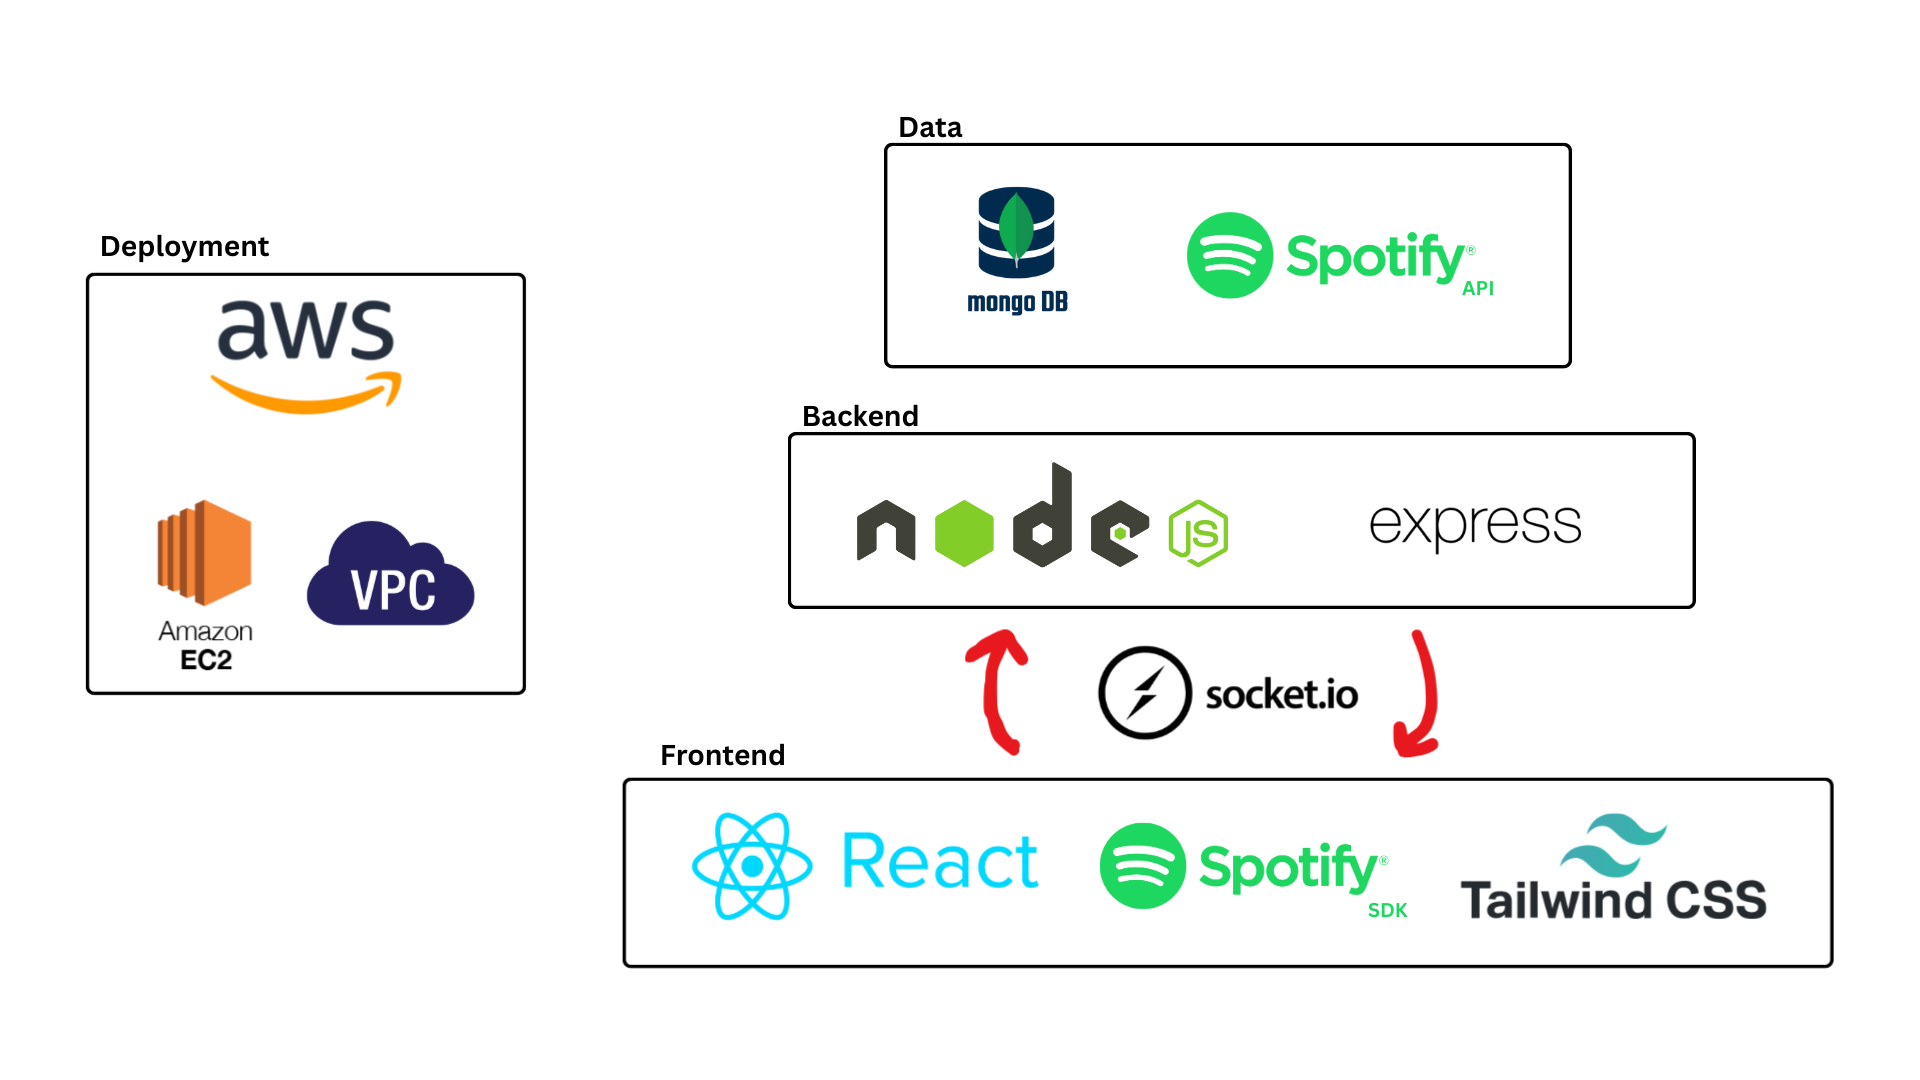 Deployment
aws
Amazon
EC2
VPC
Data
mongo DB
Spotify®
API
Backend
node
JS
express
socket.io
Frontend
React
Spotify®
SDK
Tailwind CSS